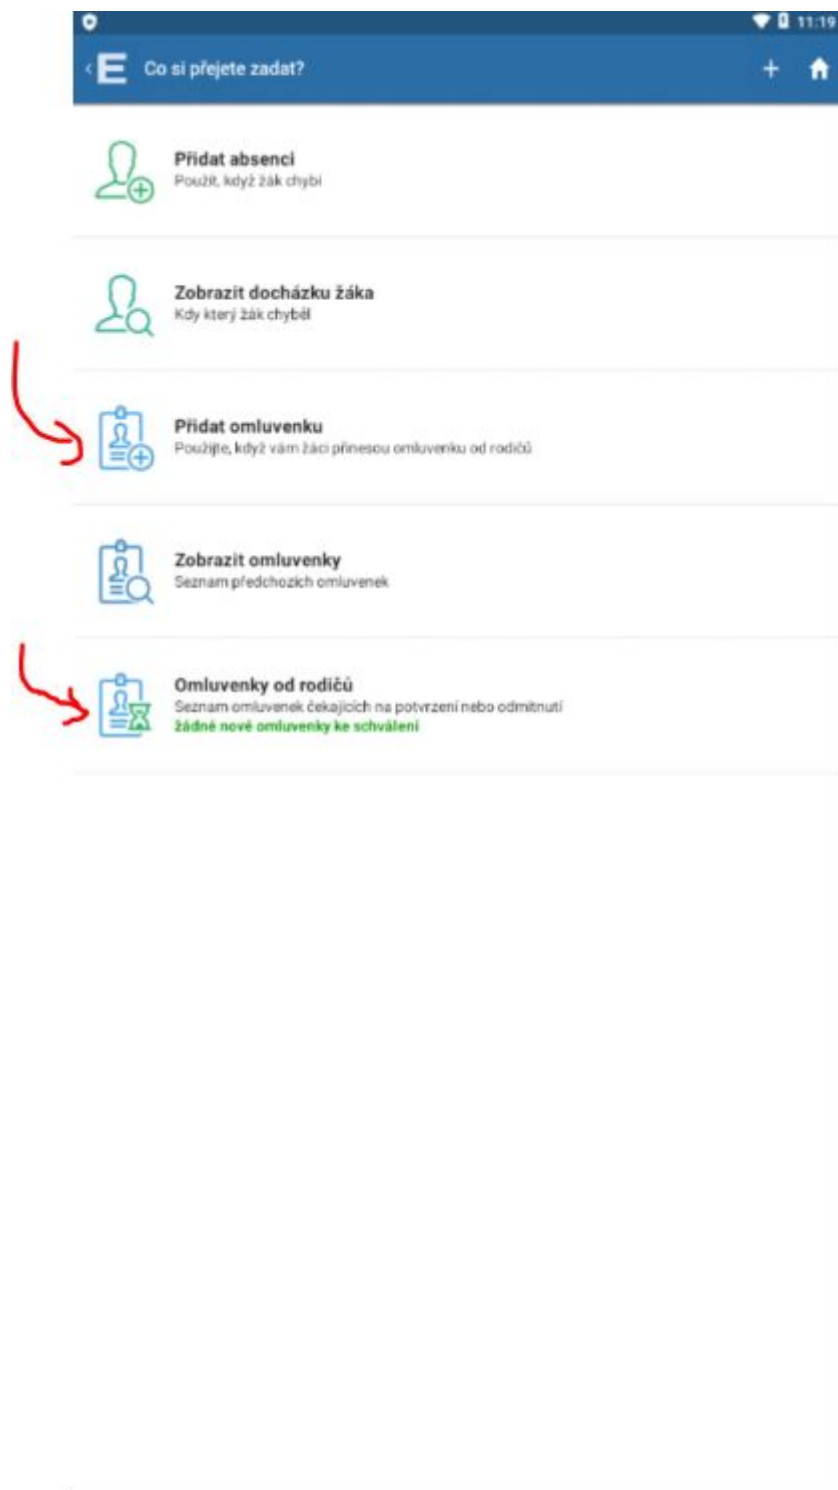 11:19
E Co si přejete zadat?
Přidat absenci
Použít, když žák chybí
Zobrazit docházku žáka
Kdy který žák chyběl
Přidat omluvenku
Použijte, když vám žáci přinesou omluvenku od rodičů
Zobrazit omluvenky
Seznam předchozích omluvenek
Omluvenky od rodičů
Seznam omluvenek čekajících na potvrzení nebo odmítnutí
žádné nové omluvenky ke schválení